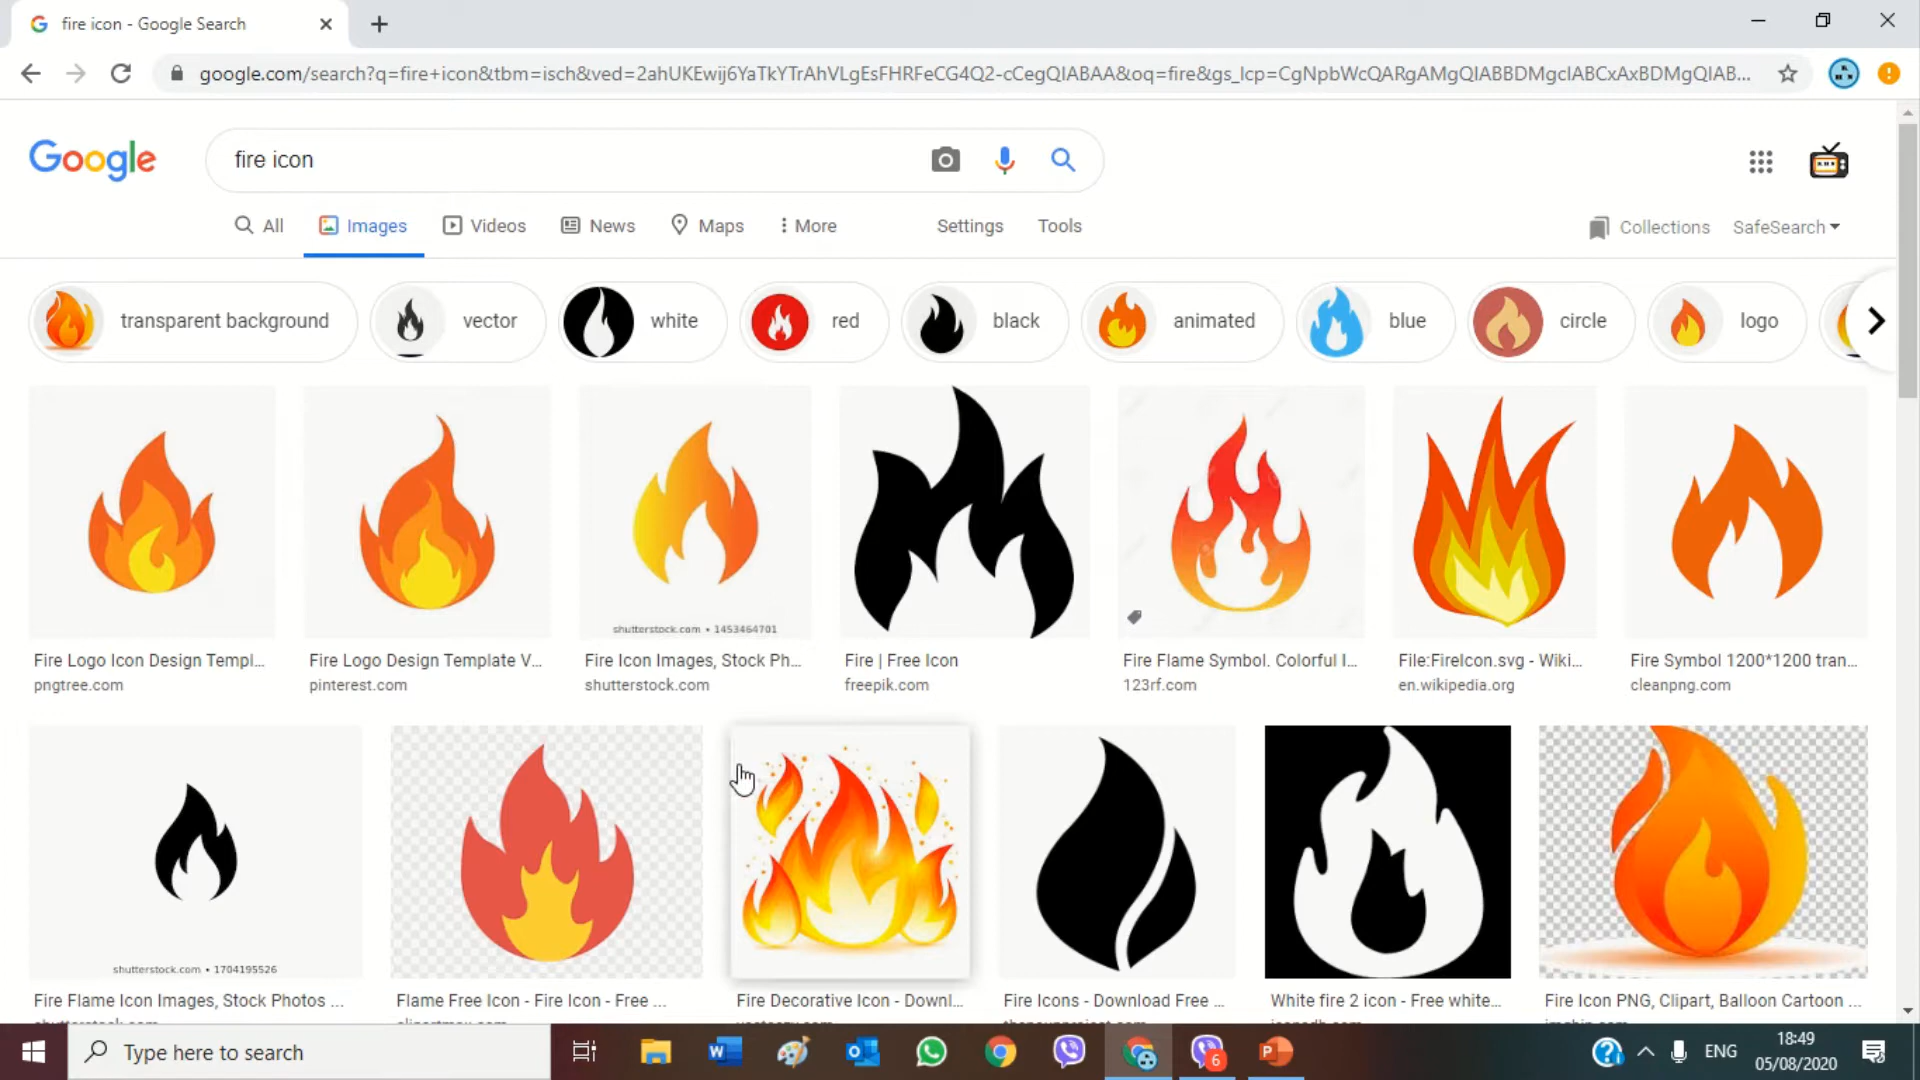 fire icon - Google Search
google.com/search?q=fire+icon&tbm=isch&ved=2ahUKEwij6YaTkYTrAhVLgEsFHRFeCG4Q2-cCegQIABAA&oq=fire&gs_lcp=CgNpbWcQARgAMgQIABBDMgcIABCxAxBDMgQIAB...
Google
fire icon
All
Images
Videos
News
Maps
More
Settings
Tools
Collections
SafeSearch
transparent background
vector
white
red
black
animated
blue
circle
logo
shutterstock.com • 1453464701
Fire Logo Icon Design Templ...
pngtree.com
Fire Logo Design Template V...
pinterest.com
Fire Icon Images, Stock Ph...
shutterstock.com
Fire | Free Icon
freepik.com
Fire Flame Symbol. Colorful I...
123rf.com
File:FireIcon.svg - Wiki...
en.wikipedia.org
Fire Symbol 1200*1200 tran...
cleanpng.com
shutterstock.com • 1704195526
Fire Flame Icon Images, Stock Photos ...
Flame Free Icon - Fire Icon - Free ...
Fire Decorative Icon - Downl...
Fire Icons - Download Free ...
White fire 2 icon - Free white...
Fire Icon PNG, Clipart, Balloon Cartoon ...
Type here to search
6
ENG
18:49
05/08/2020